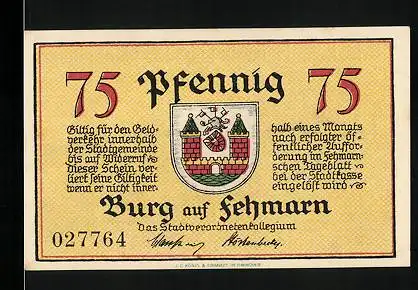 75 Pfennig 75
Giltig für den Geld-
verkehr innerhalb
der Stadtgemeinde
bis auf Widerruf
Dieser Schein ver-
liert seine Giltigkeit
wenn er nicht inner-
halb eines Monats
nach erfolgter öf-
fentlicher Auffor-
derung im Fehmarn-
schen Tageblatt
bei der Stadtkasse
eingelöst wird
Burg auf Fehmarn
Das Stadtverordnetenkollegium
027764